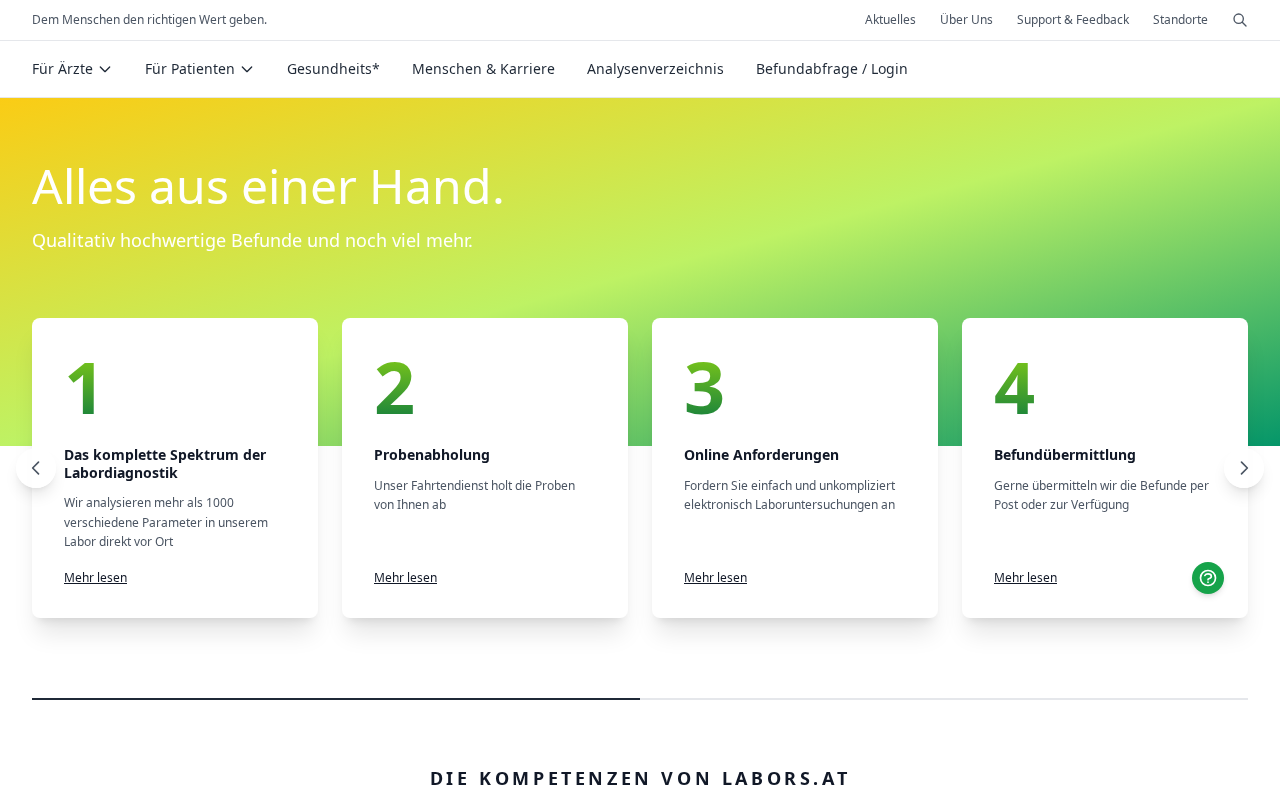 Dem Menschen den richtigen Wert geben.
Aktuelles
Über Uns
Support & Feedback
Standorte
Für Ärzte
Für Patienten
Gesundheits*
Menschen & Karriere
Analysenverzeichnis
Befundabfrage / Login
Alles aus einer Hand.
Qualitativ hochwertige Befunde und noch viel mehr.
1
Das komplette Spektrum der
Labordiagnostik
Wir analysieren mehr als 1000
verschiedene Parameter in unserem
Labor direkt vor Ort
Mehr lesen
2
Probenabholung
Unser Fahrtendienst holt die Proben
von Ihnen ab
Mehr lesen
3
Online Anforderungen
Fordern Sie einfach und unkompliziert
elektronisch Laboruntersuchungen an
Mehr lesen
4
Befundübermittlung
Gerne übermitteln wir die Befunde per
Post oder zur Verfügung
Mehr lesen
DIE KOMPETENZEN VON LABORS.AT